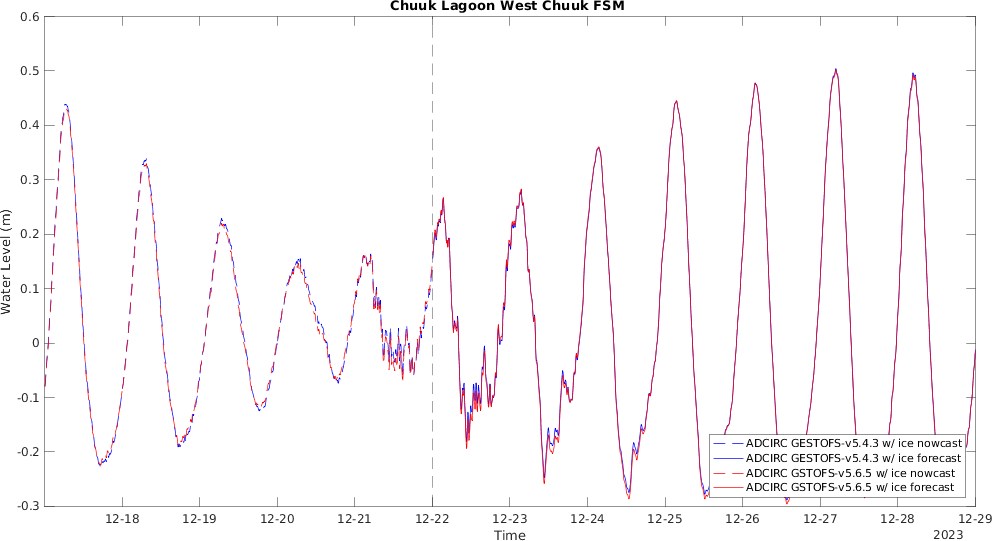 Chuuk Lagoon West Chuuk FSM
0.6
0.5
0.4
0.3
0.2
0.1
0
-0.1
-0.2
-0.3
Water Level (m)
12-18 12-19 12-20 12-21 12-22 12-23 12-24 12-25 12-26 12-27 12-28 12-29
Time
2023
ADCIRC GESTOFS-v5.4.3 w/ ice nowcast
ADCIRC GESTOFS-v5.4.3 w/ ice forecast
ADCIRC GSTOFS-v5.6.5 w/ ice nowcast
ADCIRC GSTOFS-v5.6.5 w/ ice forecast